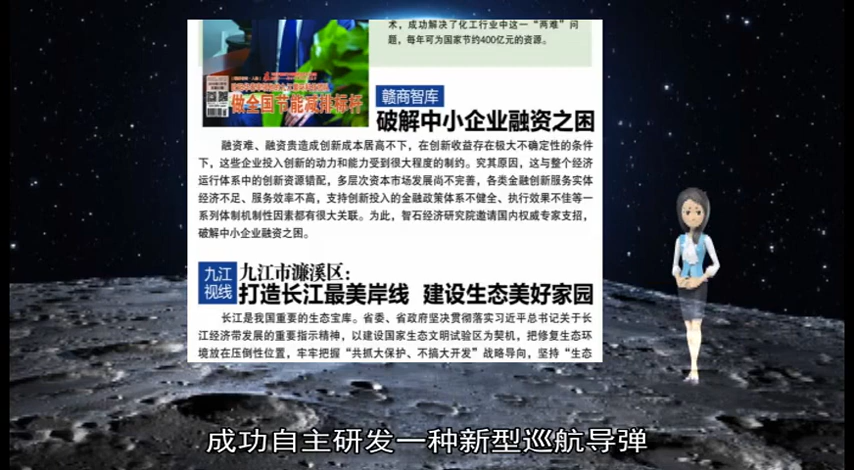 术，成功解决了化工行业中这一“两难”问
题，每年可为国家节约400亿元的资源。
做全国节能减排标杆
赣商智库
破解中小企业融资之困
融资难、融资贵造成创新成本居高不下，在创新收益存在极大不确定性的条件
下，这些企业投入创新的动力和能力受到很大程度的制约。究其原因，这与整个经济
运行体系中的创新资源错配，多层次资本市场发展尚不完善，各类金融创新服务实体
经济不足、服务效率不高，支持创新投入的金融政策体系不健全、执行效果不佳等一
系列体制机制性因素都有很大关联。为此，智石经济研究院邀请国内权威专家支招，
破解中小企业融资之困。
九江
视线
九江市濂溪区：
打造长江最美岸线 建设生态美好家园
长江是我国重要的生态宝库。省委、省政府坚决贯彻落实习近平总书记关于长
江经济带发展的重要指示精神，以建设国家生态文明试验区为契机，把修复生态环
境放在压倒性位置，牢牢把握“共抓大保护、不搞大开发”战略导向，坚持“生态
成功自主研发一种新型巡航导弹